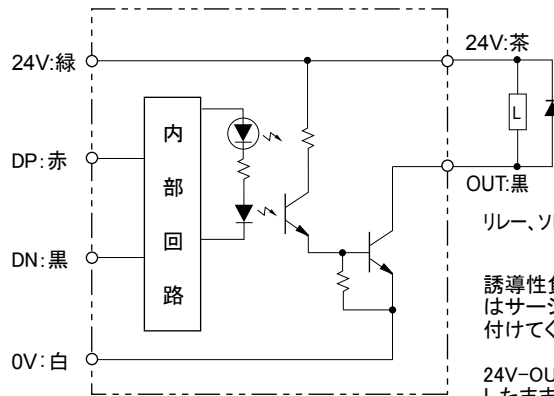 24V:緑
DP:赤
DN:黒
0V:白
内
部
回
路
24V:茶
L
OUT:黒
リレー、ソ
誘導性負
はサージ
付けてく
24V-OU
したまま